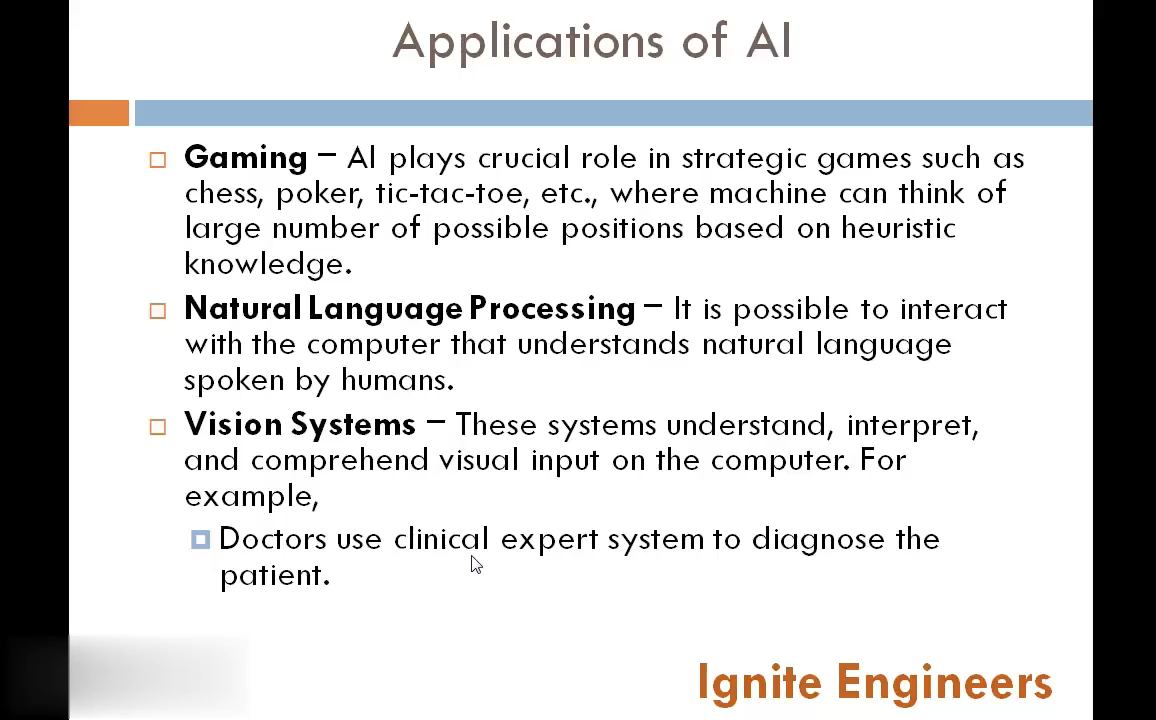 Applications of AI
Gaming – AI plays crucial role in strategic games such as
chess, poker, tic-tac-toe, etc., where machine can think of
large number of possible positions based on heuristic
knowledge.
Natural Language Processing – It is possible to interact
with the computer that understands natural language
spoken by humans.
Vision Systems – These systems understand, interpret,
and comprehend visual input on the computer. For
example,
Doctors use clinical expert system to diagnose the
patient.
Ignite Engineers